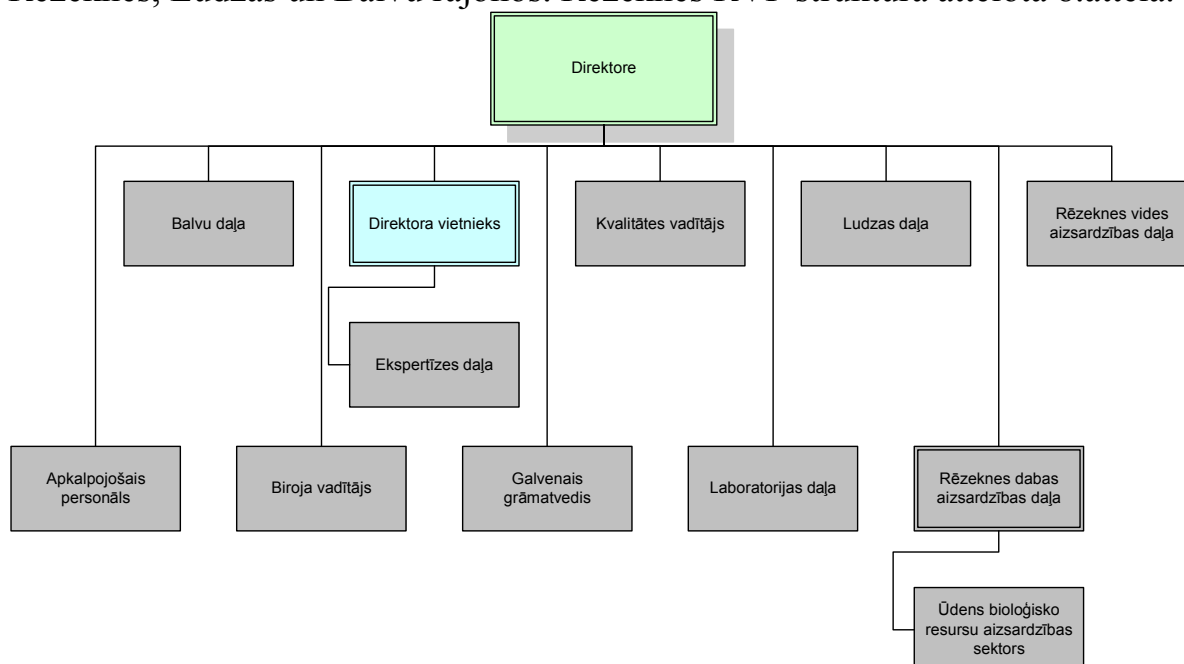 Rēzeknes, Ludzas un Balvu rajonos. Rēzeknes RVP struktūra attēlota
Direktore
Balvu daļa
Direktora vietnieks
Kvalitātes vadītājs
Ludzas daļa
Rēzeknes vides
aizsardzības daļa
Ekspertīzes daļa
Apkalpojošais
personāls
Biroja vadītājs
Galvenais
grāmatvedis
Laboratorijas daļa
Rēzeknes dabas
aizsardzības daļa
Ūdens bioloģisko
resursu aizsardzības
sektors